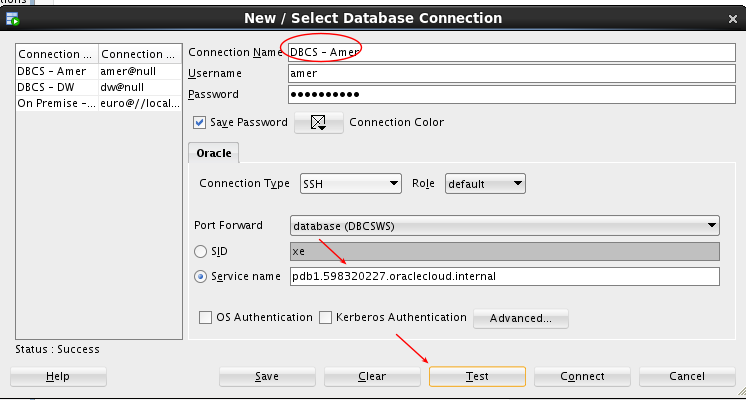 New / Select Database Connection
Connection ... Connection ...
DBCS - Amer amer@null
DBCS - DW dw@null
On Premise -... euro@//local...
Connection Name DBCS - Amer
Username amer
Password ••••••••••
Save Password Connection Color
Oracle
Connection Type SSH Role default
Port Forward database (DBCSWS)
SID xe
Service name pdb1.598320227.oraclecloud.internal
OS Authentication Kerberos Authentication Advanced...
Status : Success
Help Save Clear Test Connect Cancel